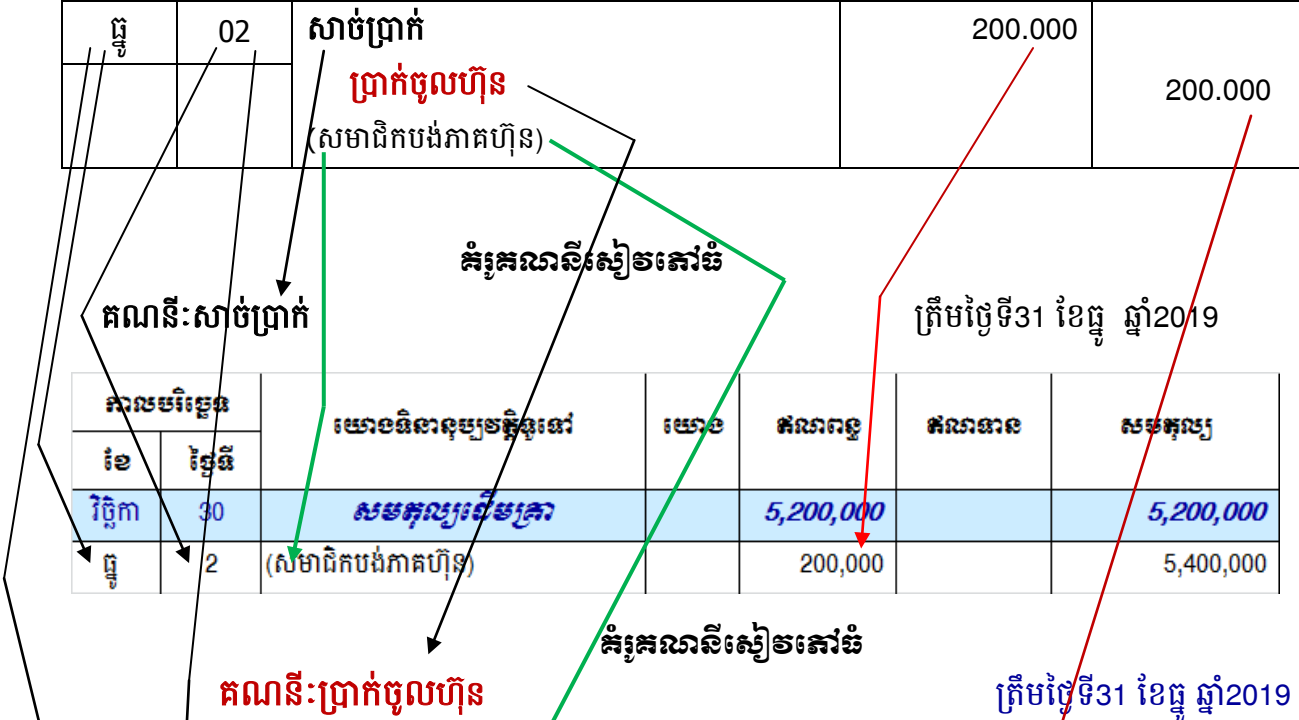 ធ្នូ 02 សាច់ប្រាក់ 200.000
ប្រាក់ចូលហ៊ុន 200.000
(សមាជិកបង់ភាគហ៊ុន)
គំរូគណនីសៀវភៅធំ
គណនីៈសាច់ប្រាក់ ត្រឹមថ្ងៃទី31 ខែធ្នូ ឆ្នាំ2019
កាលបរិច្ឆេទ យោងទិនានុប្បវត្តិទូទៅ យោង ឥណពន្ធ ឥណទាន សមតុល្យ
ខែ ថ្ងៃទី
វិច្ឆិកា 30 សមតុល្យដើមគ្រា 5,200,000 5,200,000
ធ្នូ 2 (សមាជិកបង់ភាគហ៊ុន) 200,000 5,400,000
គំរូគណនីសៀវភៅធំ
គណនីៈប្រាក់ចូលហ៊ុន ត្រឹមថ្ងៃទី31 ខែធ្នូ ឆ្នាំ2019